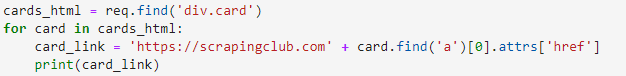 cards_html = req.find('div.card')
for card in cards_html:
    card_link = 'https://scrapingclub.com' + card.find('a')[0].attrs['href']
    print(card_link)